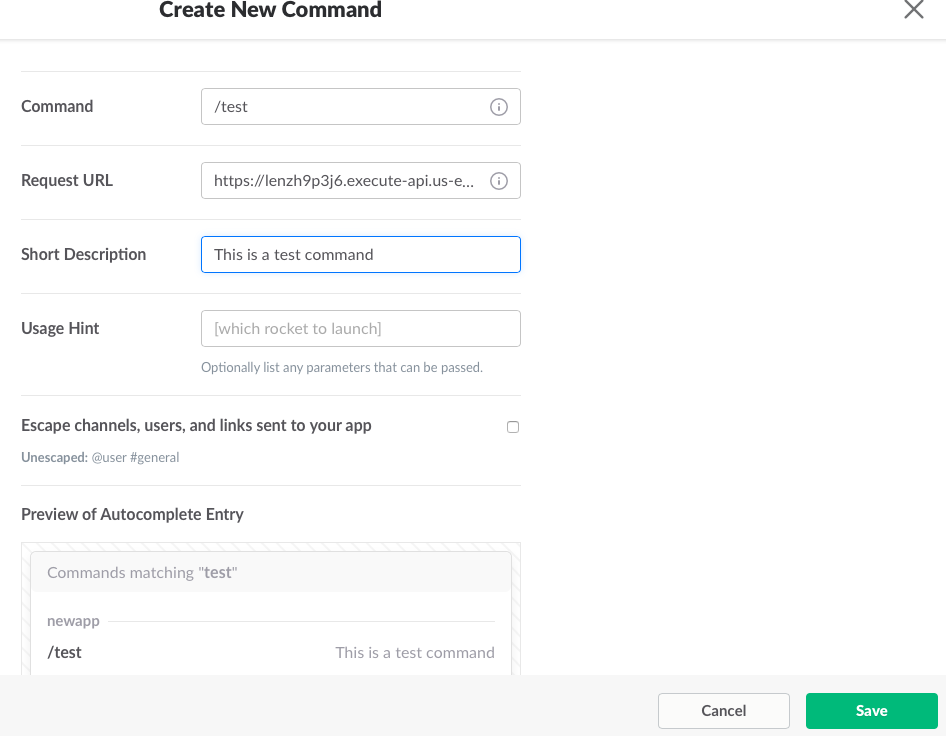 Create New Command
Command
/test
Request URL
https://lenzh9p3j6.execute-api.us-e...
Short Description
This is a test command
Usage Hint
[which rocket to launch]
Optionally list any parameters that can be passed.
Escape channels, users, and links sent to your app
Unescaped: @user #general
Preview of Autocomplete Entry
Commands matching "test"
newapp
/test This is a test command
Cancel Save